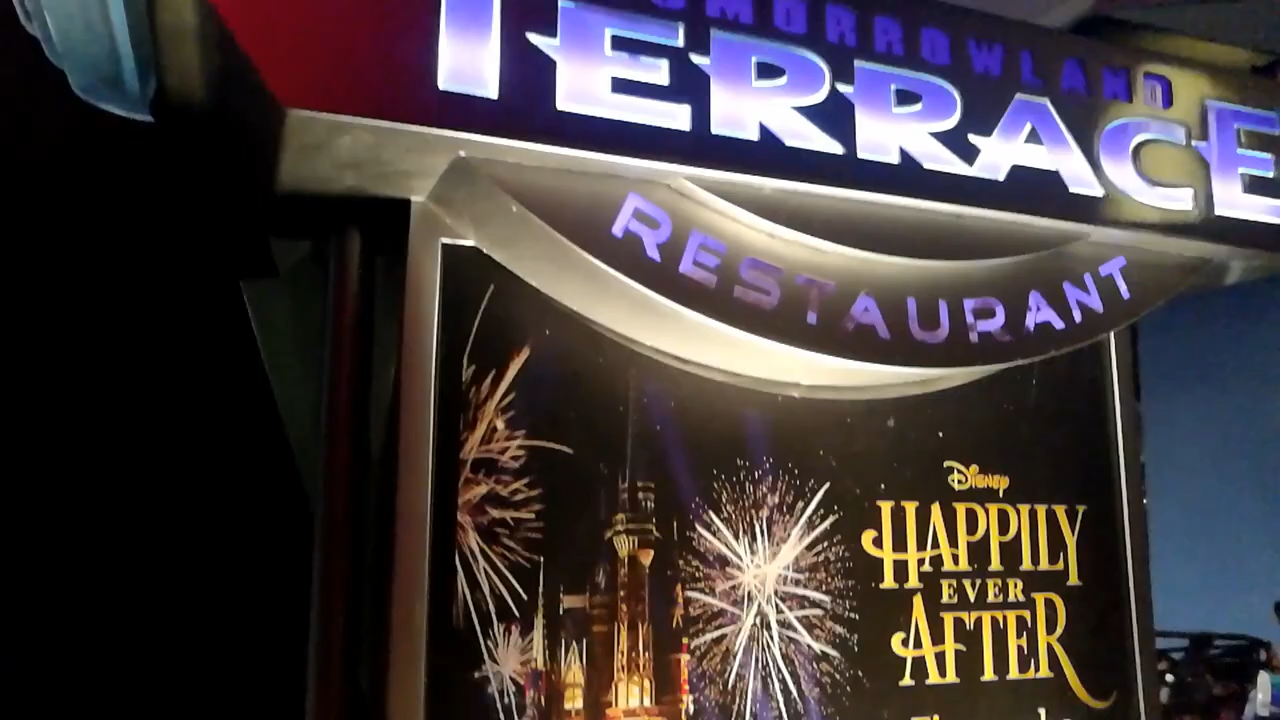 TOMORROWLAND
TERRACE
RESTAURANT
DISNEY
HAPPILY
EVER
AFTER